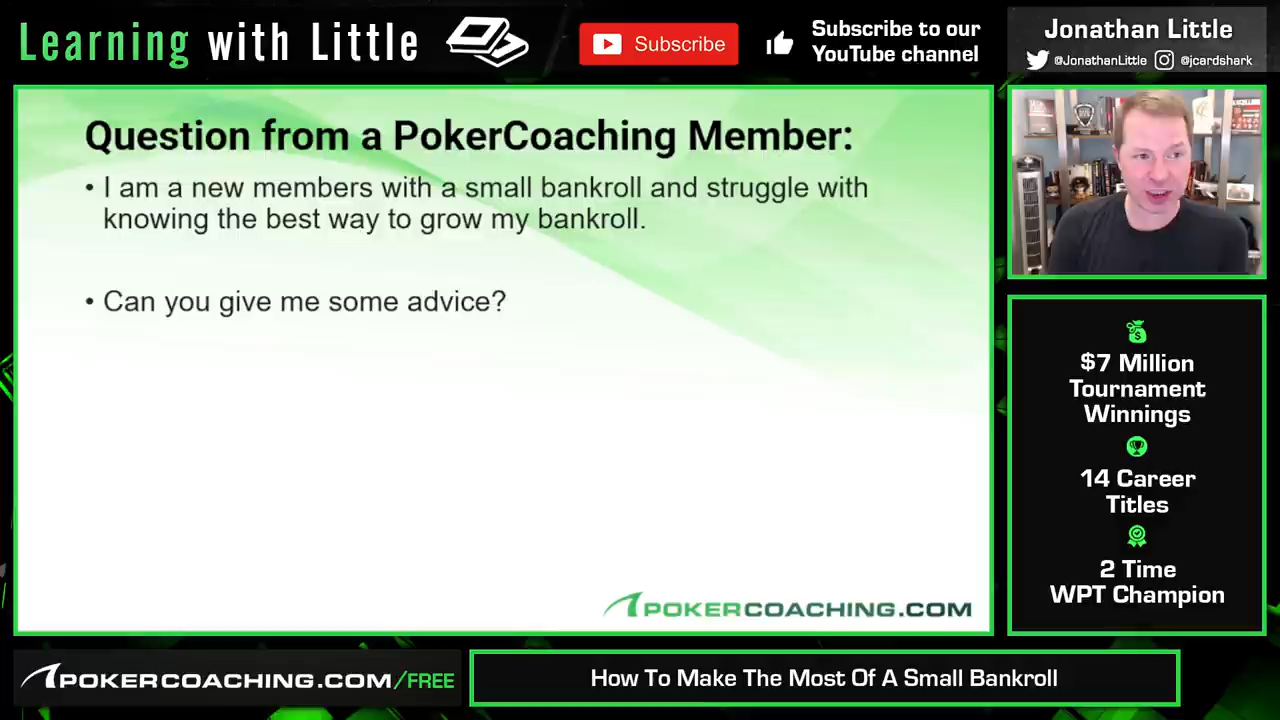 Learning with Little
Subscribe
Subscribe to our
YouTube channel
Jonathan Little
@JonathanLittle
@jcardshark
Question from a PokerCoaching Member:
• I am a new members with a small bankroll and struggle with
knowing the best way to grow my bankroll.
• Can you give me some advice?
POKERCOACHING.COM
$7 Million
Tournament
Winnings
14 Career
Titles
2 Time
WPT Champion
POKERCOACHING.COM/FREE
How To Make The Most Of A Small Bankroll